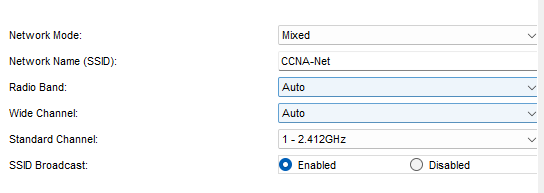 Network Mode: Mixed
Network Name (SSID): CCNA-Net
Radio Band: Auto
Wide Channel: Auto
Standard Channel: 1 - 2.412GHz
SSID Broadcast: Enabled Disabled